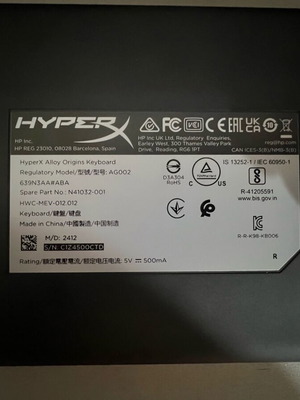 HYPERX
HP Inc.
HP REG 23010, 08028 Barcelona, Spain
HP Inc UK Ltd, Regulatory Enquiries,
Earley West, 300 Thames Valley Park
Drive, Reading, RG6 1PT
CAN ICES-3(B)/NMB-3(B)
HyperX Alloy Origins Keyboard
Regulatory Model/型號/型号: AG002
639N3AA#ABA
Spare Part No.: N41032-001
HWC-MEV-012.012
Keyboard/鍵盤/键盘
Made in China/中國製造/中国制造
M/D: 2412
S/N: C1Z4500CTD
Rating/額定電壓電流/额定电压电流: 5V ⎓ 500mA
D3A304
RoHS
C US
IS 13252-1 / IEC 60950-1
R-41205591
www.bis.gov.in
R-R-K98-KB006
R